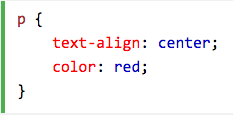 p {
    text-align: center;
    color: red;
}